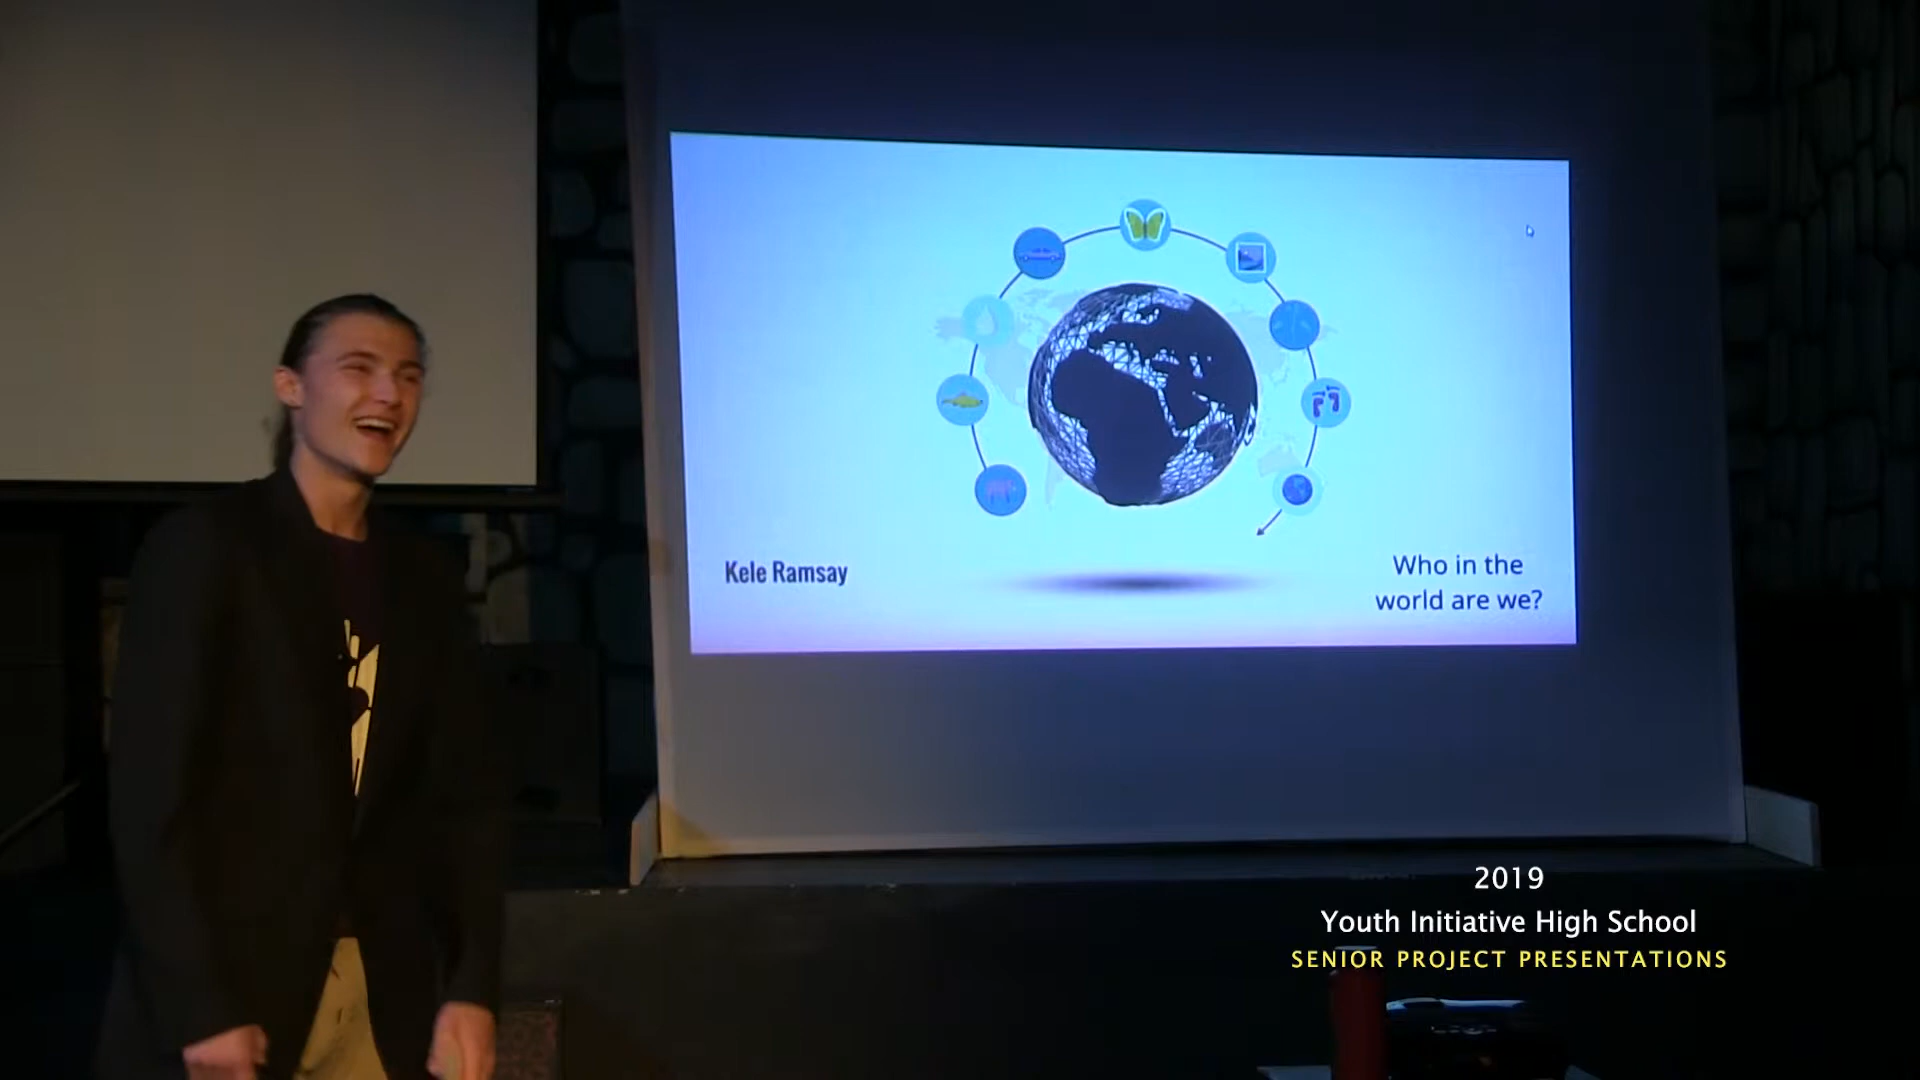 Kele Ramsay
Who in the
world are we?
2019
Youth Initiative High School
SENIOR PROJECT PRESENTATIONS